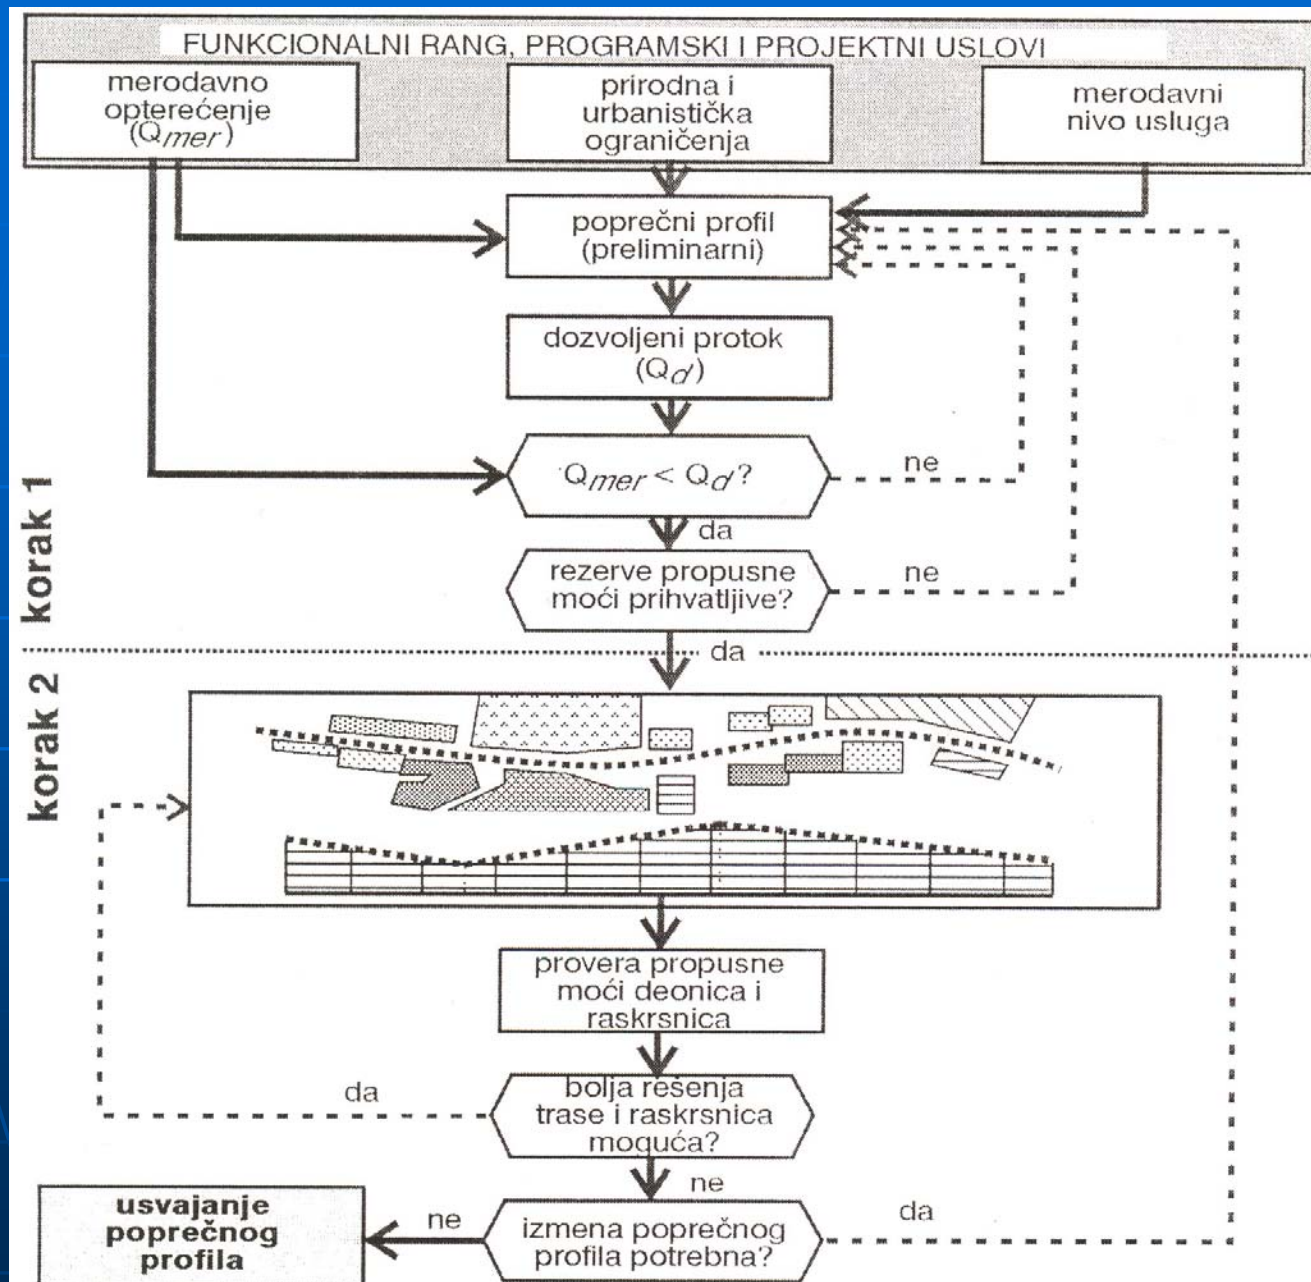 FUNKCIONALNI RANG, PROGRAMSKI I PROJEKTNI USLOVI
merodavno
opterećenje
(Qmer)
prirodna i
urbanistička
ograničenja
merodavni
nivo usluga
poprečni profil
(preliminarni)
dozvoljeni protok
(Qd)
Qmer < Qd?
ne
da
rezerve propusne
moći prihvatljive?
ne
da
korak 1
korak 2
provera propusne
moći deonica i
raskrsnica
bolja rešenja
trase i raskrsnica
moguća?
da
ne
izmena poprečnog
profila potrebna?
da
ne
usvajanje
poprečnog
profila